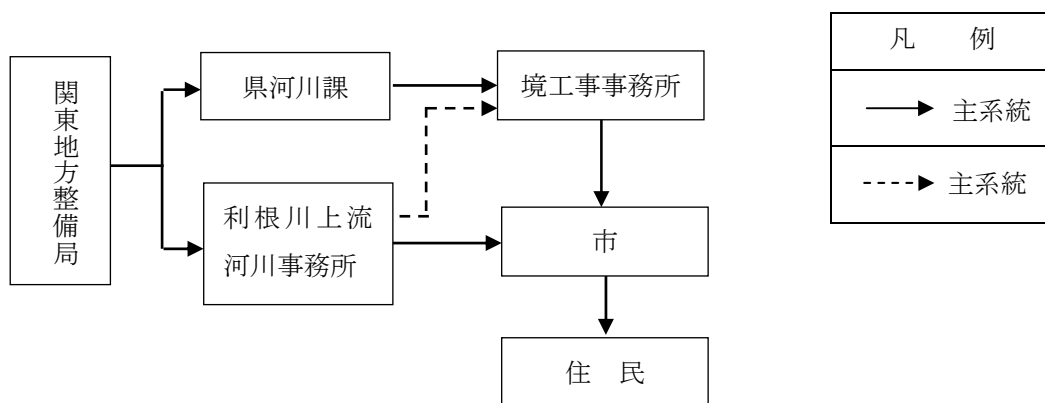 関東地方整備局
県河川課
境工事事務所
利根川上流
河川事務所
市
住　民
凡　　例
主系統
主系統